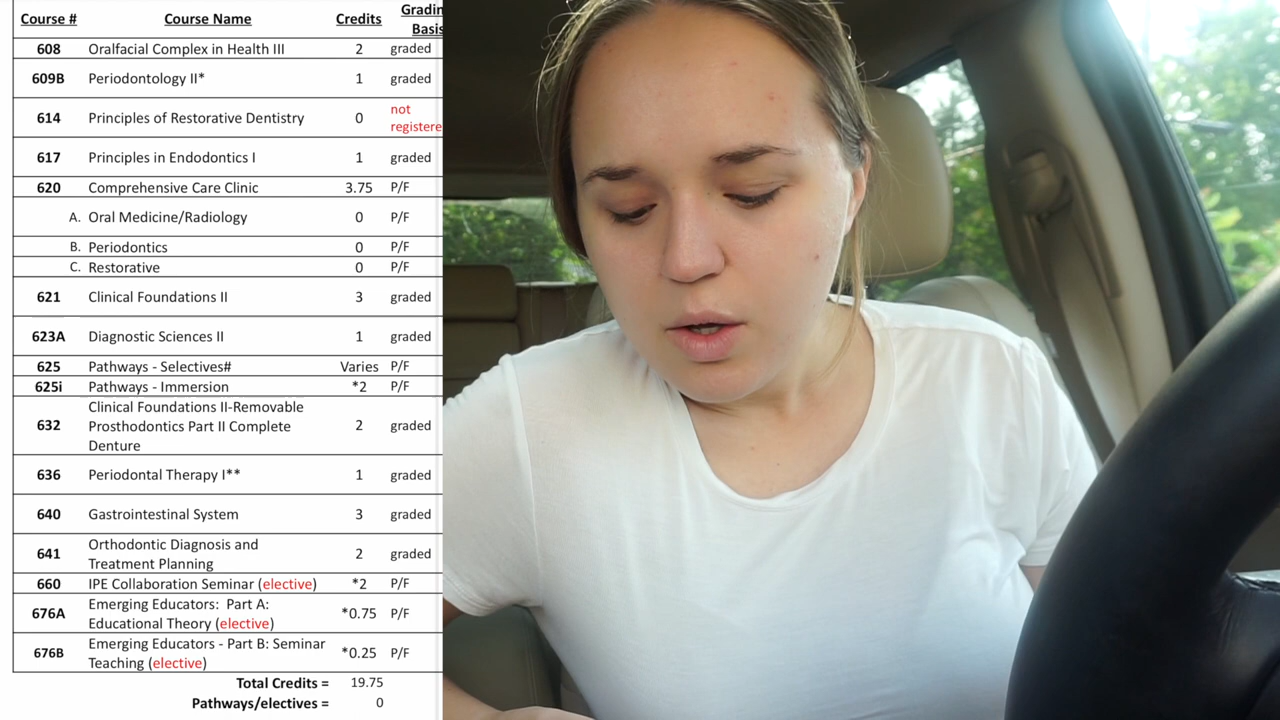 Course # Course Name Credits Gradin
Basis
608 Oralfacial Complex in Health III 2 graded
609B Periodontology II* 1 graded
614 Principles of Restorative Dentistry 0 not
registere
617 Principles in Endodontics I 1 graded
620 Comprehensive Care Clinic 3.75 P/F
A. Oral Medicine/Radiology 0 P/F
B. Periodontics 0 P/F
C. Restorative 0 P/F
621 Clinical Foundations II 3 graded
623A Diagnostic Sciences II 1 graded
625 Pathways - Selectives# Varies P/F
625i Pathways - Immersion *2 P/F
Clinical Foundations II-Removable
632 Prosthodontics Part II Complete 2 graded
Denture
636 Periodontal Therapy I** 1 graded
640 Gastrointestinal System 3 graded
641 Orthodontic Diagnosis and 2 graded
Treatment Planning
660 IPE Collaboration Seminar (elective) *2 P/F
676A Emerging Educators: Part A: *0.75 P/F
Educational Theory (elective)
676B Emerging Educators - Part B: Seminar *0.25 P/F
Teaching (elective)
Total Credits = 19.75
Pathways/electives = 0